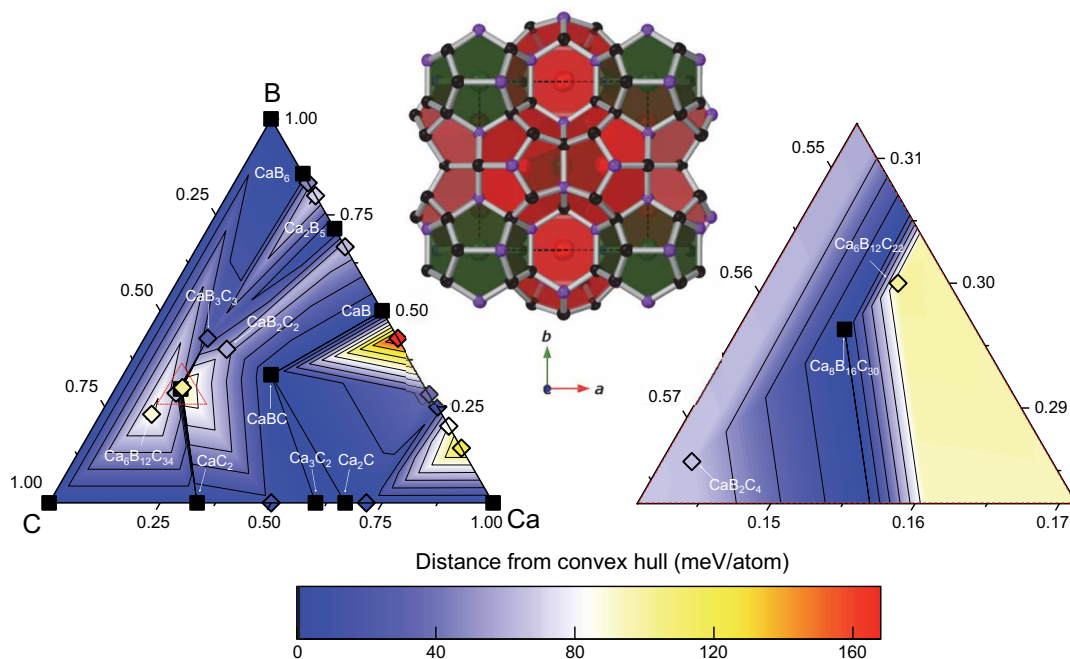 B
1.00
CaB₆
0.25
0.75
Ca₂B₅
CaB₃C₃
0.50
CaB₂C₂
CaB
0.50
0.75
CaBC
0.25
Ca₆B₁₂C₃₄
CaC₂
Ca₃C₂
Ca₂C
1.00
C
Ca
0.25
0.50
0.75
1.00
b
c
a
0.55
0.31
Ca₆B₁₂C₂₂
0.56
0.30
Ca₈B₁₆C₃₀
0.57
0.29
CaB₂C₄
0.15
0.16
0.17
Distance from convex hull (meV/atom)
0
40
80
120
160